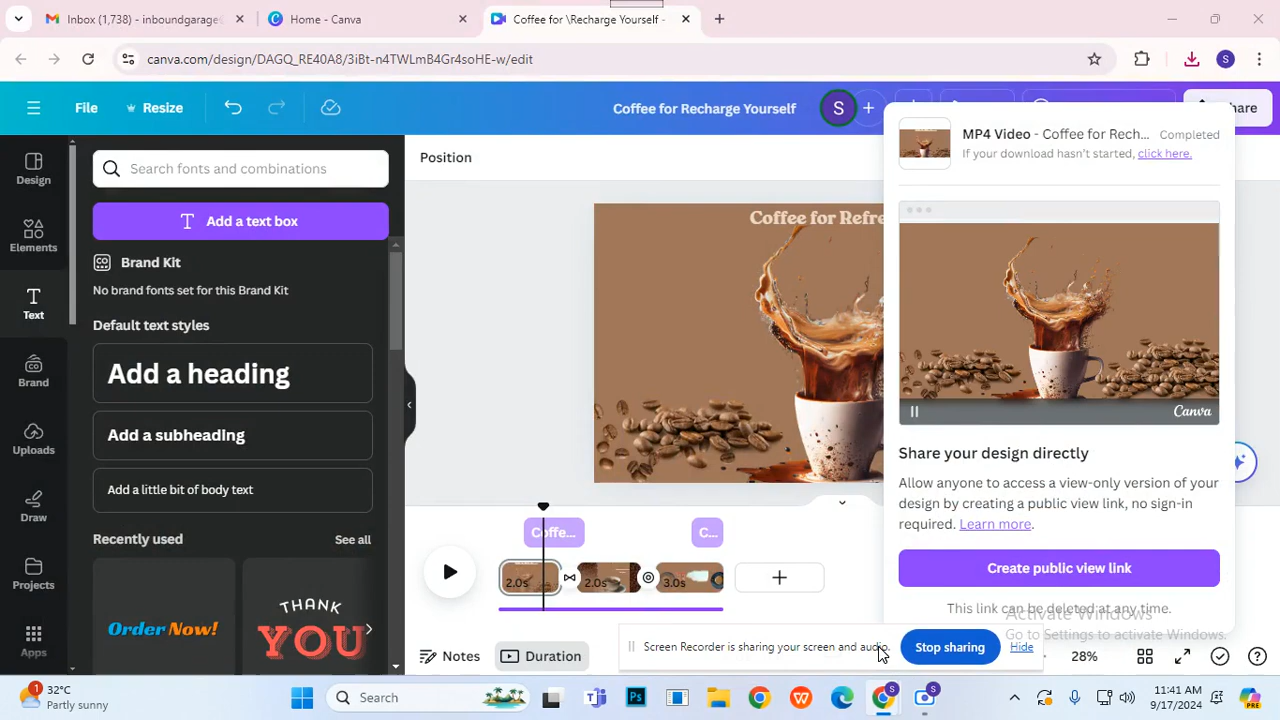 Inbox (1,738) - inboundgarage
Home - Canva
Coffee for \Recharge Yourself -
canva.com/design/DAGQ_RE40A8/3iBt-n4TWLmB4Gr4soHE-w/edit
S
File
Resize
Coffee for Recharge Yourself
S
hare
Design
Elements
Text
Brand
Uploads
Draw
Projects
Apps
Search fonts and combinations
Add a text box
Brand Kit
No brand fonts set for this Brand Kit
Default text styles
Add a heading
Add a subheading
Add a little bit of body text
Recently used
See all
Order Now!
THANK
YOU
Position
Coffee for Refre
MP4 Video - Coffee for Rech...
Completed
If your download hasn't started, click here.
Canva
Share your design directly
Allow anyone to access a view-only version of your
design by creating a public view link, no sign-in
required. Learn more.
Create public view link
This link can be deleted at any time.
Activate Windows
Go to Settings to activate Windows.
Coffe...
C...
2.0s
2.0s
3.0s
Notes
Duration
Screen Recorder is sharing your screen and audio.
Stop sharing
Hide
28%
1
32°C
Partly sunny
Search
Ps
W
S
S
11:41 AM
9/17/2024
PRE